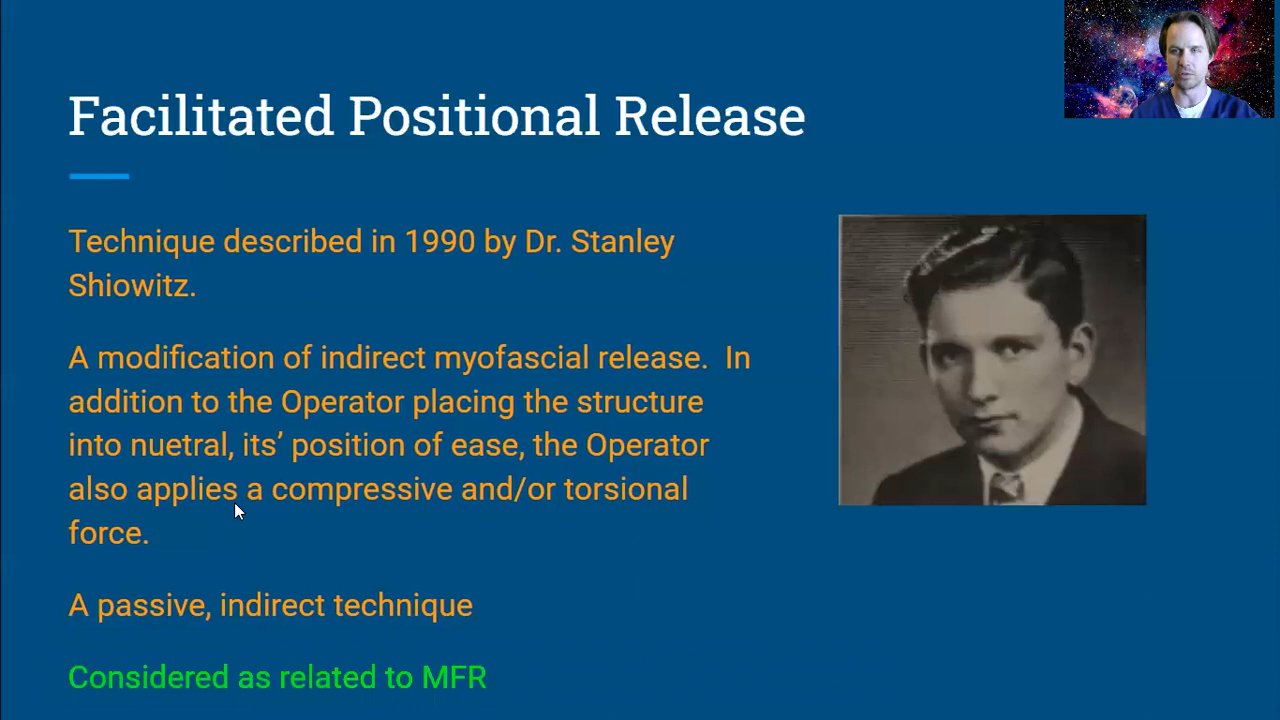 Facilitated Positional Release
Technique described in 1990 by Dr. Stanley
Shiowitz.
A modification of indirect myofascial release.  In
addition to the Operator placing the structure
into nuetral, its’ position of ease, the Operator
also applies a compressive and/or torsional
force.
A passive, indirect technique
Considered as related to MFR